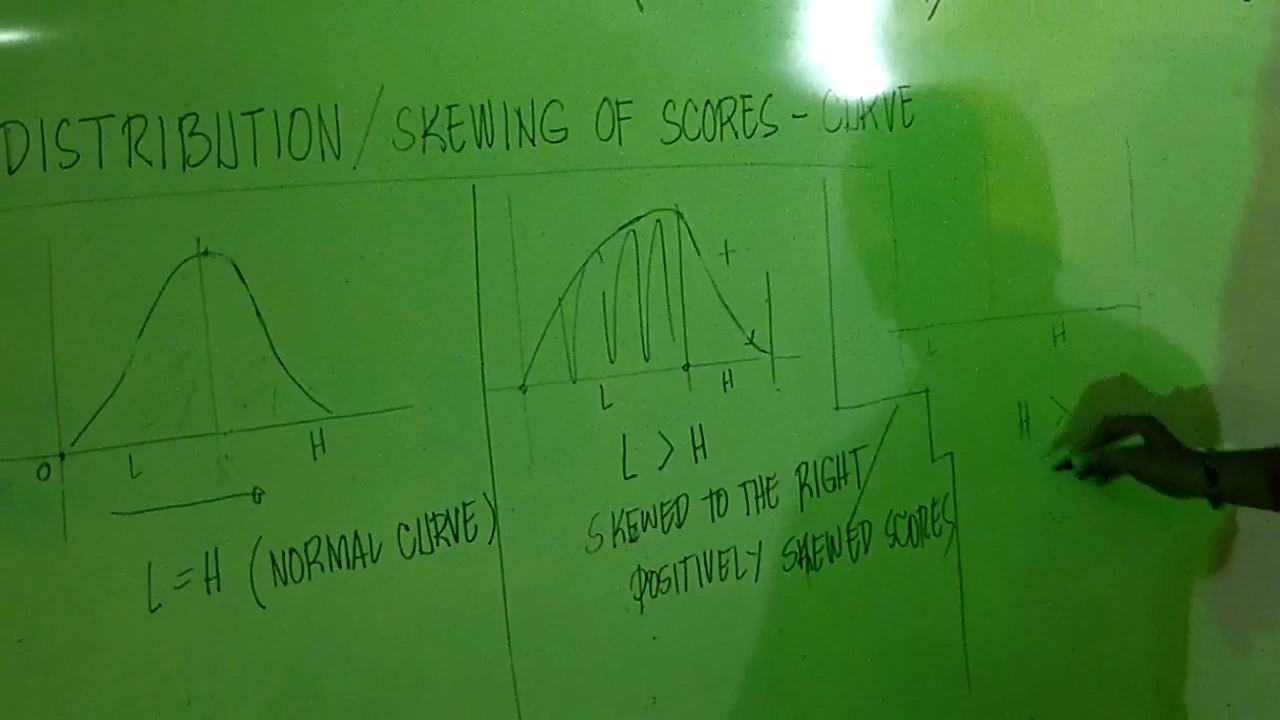 DISTRIBUTION / SKEWING OF SCORES - CURVE
O L H
L = H (NORMAL CURVE)
+
L H
L > H
SKEWED TO THE RIGHT /
POSITIVELY SKEWED SCORES
L H
H >